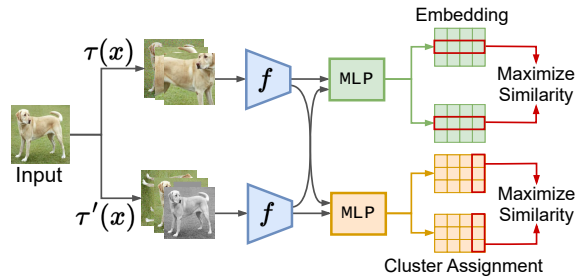 Embedding
τ(x)
f
MLP
Maximize
Similarity
Input
τ′(x)
f
MLP
Maximize
Similarity
Cluster Assignment